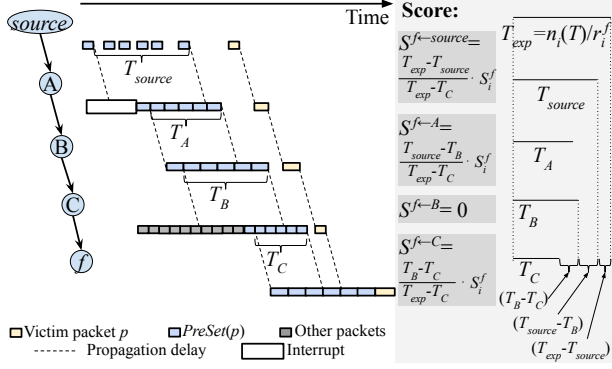 source
A
B
C
f
Time
T_source
T_A
T_B
T_C
Victim packet p
PreSet(p)
Other packets
Propagation delay
Interrupt
Score:
S^{f←source}=
(T_exp-T_source)/(T_exp-T_C) · S_i^f
S^{f←A}=
(T_source-T_B)/(T_exp-T_C) · S_i^f
S^{f←B}= 0
S^{f←C}=
(T_B-T_C)/(T_exp-T_C) · S_i^f
T_exp=n_i(T)/r_i^f
T_source
T_A
T_B
T_C
(T_B-T_C)
(T_source-T_B)
(T_exp-T_source)